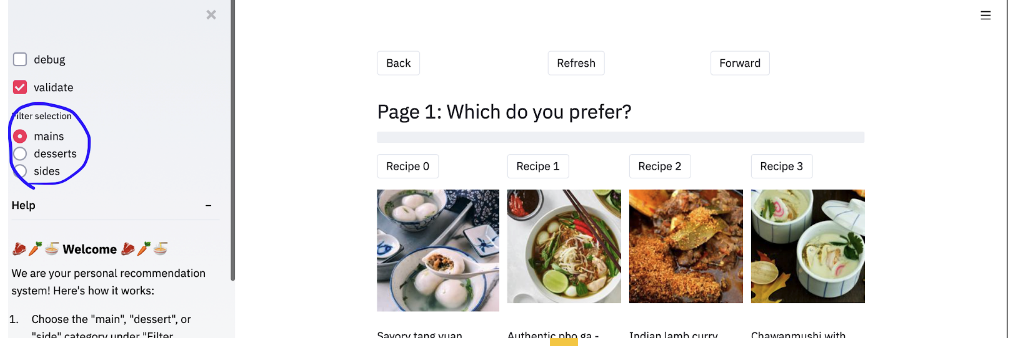 ×
debug
validate
Filter selection
mains
desserts
sides
Help −
Welcome
We are your personal recommendation
system! Here's how it works:
1. Choose the "main", "dessert", or
"side" category under "Filter
Back Refresh Forward
Page 1: Which do you prefer?
Recipe 0 Recipe 1 Recipe 2 Recipe 3
Savory tang yuan Authentic pho ga - Indian lamb curry Chawanmushi with